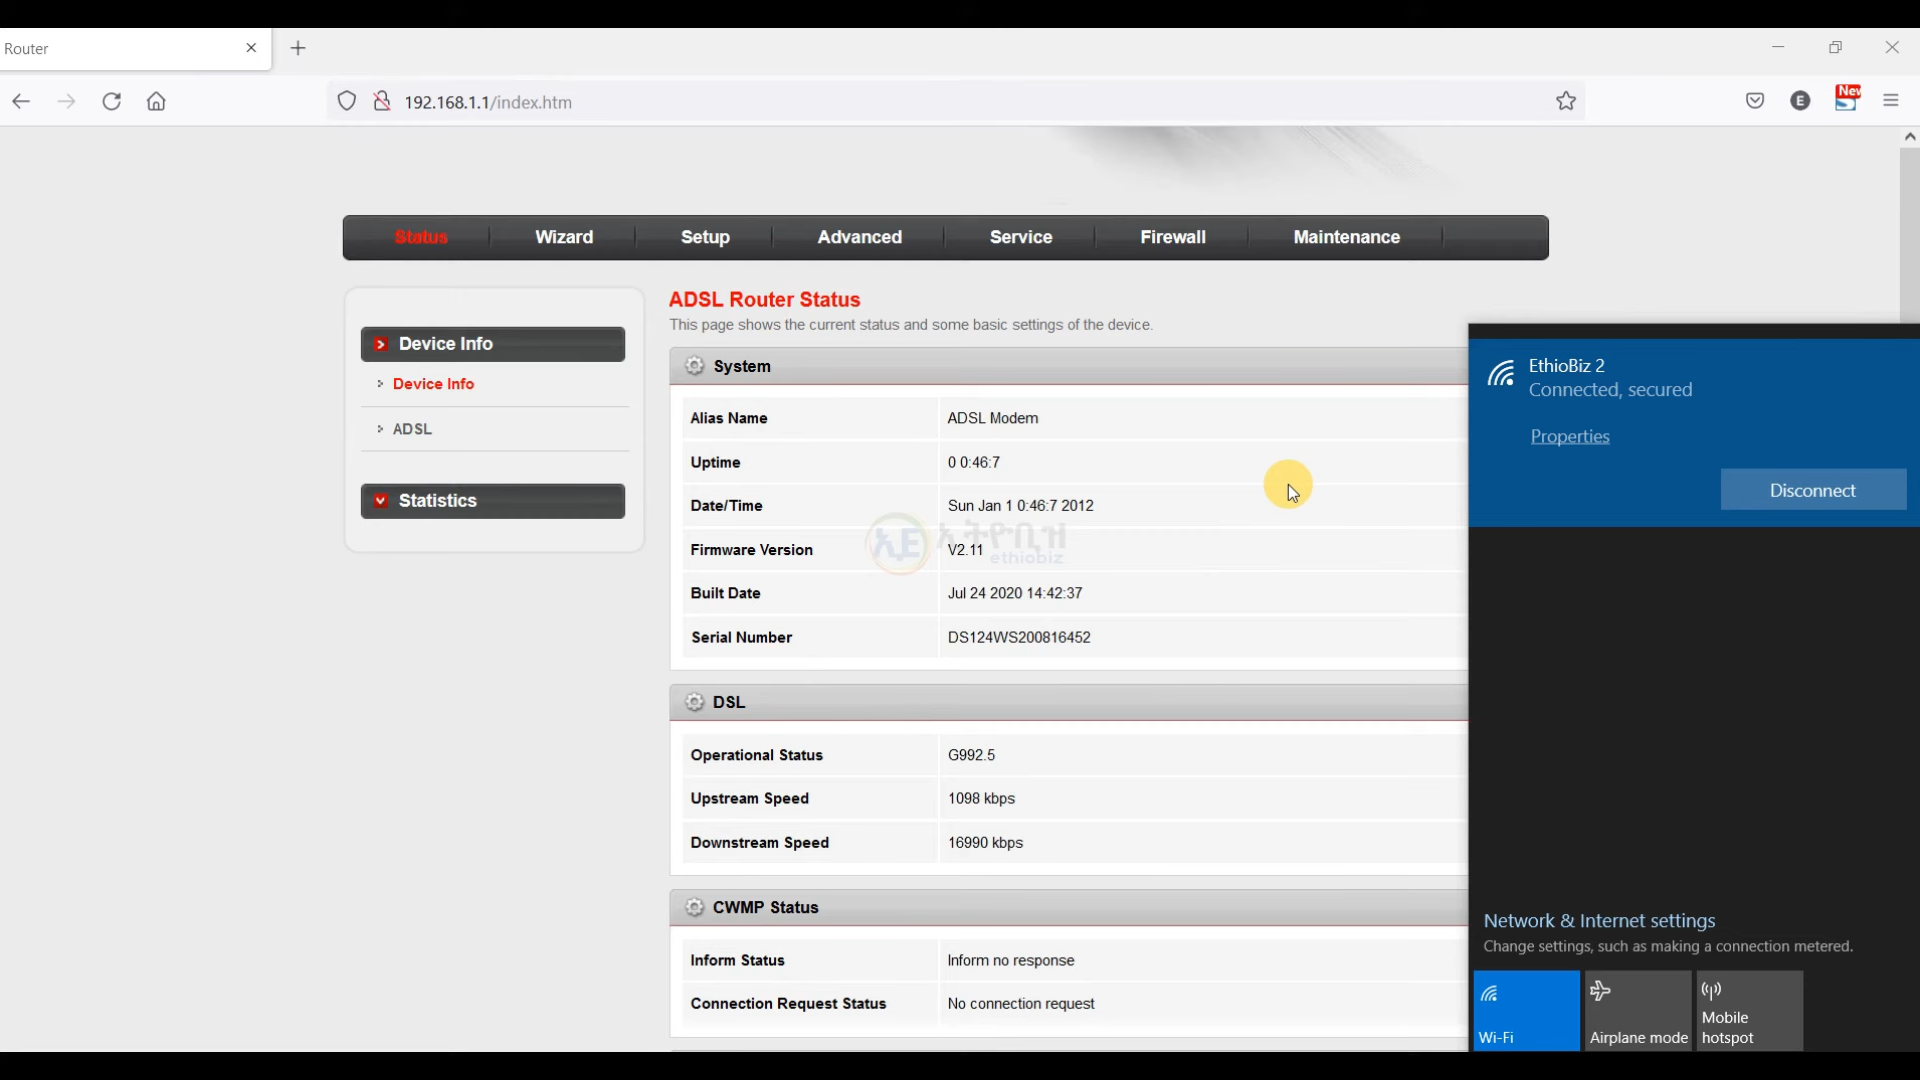 Router
192.168.1.1/index.htm
E
New
Status Wizard Setup Advanced Service Firewall Maintenance
Device Info
Device Info
ADSL
Statistics
ADSL Router Status
This page shows the current status and some basic settings of the device.
System
Alias Name ADSL Modem
Uptime 0 0:46:7
Date/Time Sun Jan 1 0:46:7 2012
Firmware Version V2.11
Built Date Jul 24 2020 14:42:37
Serial Number DS124WS200816452
አE ኢትዮቢዝ
ethiobiz
DSL
Operational Status G992.5
Upstream Speed 1098 kbps
Downstream Speed 16990 kbps
CWMP Status
Inform Status Inform no response
Connection Request Status No connection request
EthioBiz 2
Connected, secured
Properties
Disconnect
Network & Internet settings
Change settings, such as making a connection metered.
Wi-Fi
Airplane mode
Mobile
hotspot